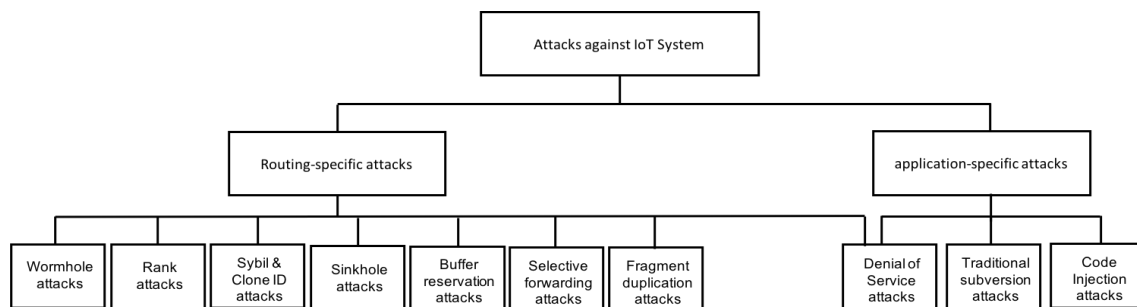 Attacks against IoT System
Routing-specific attacks
application-specific attacks
Wormhole
attacks
Rank
attacks
Sybil &
Clone ID
attacks
Sinkhole
attacks
Buffer
reservation
attacks
Selective
forwarding
attacks
Fragment
duplication
attacks
Denial of
Service
attacks
Traditional
subversion
attacks
Code
Injection
attacks